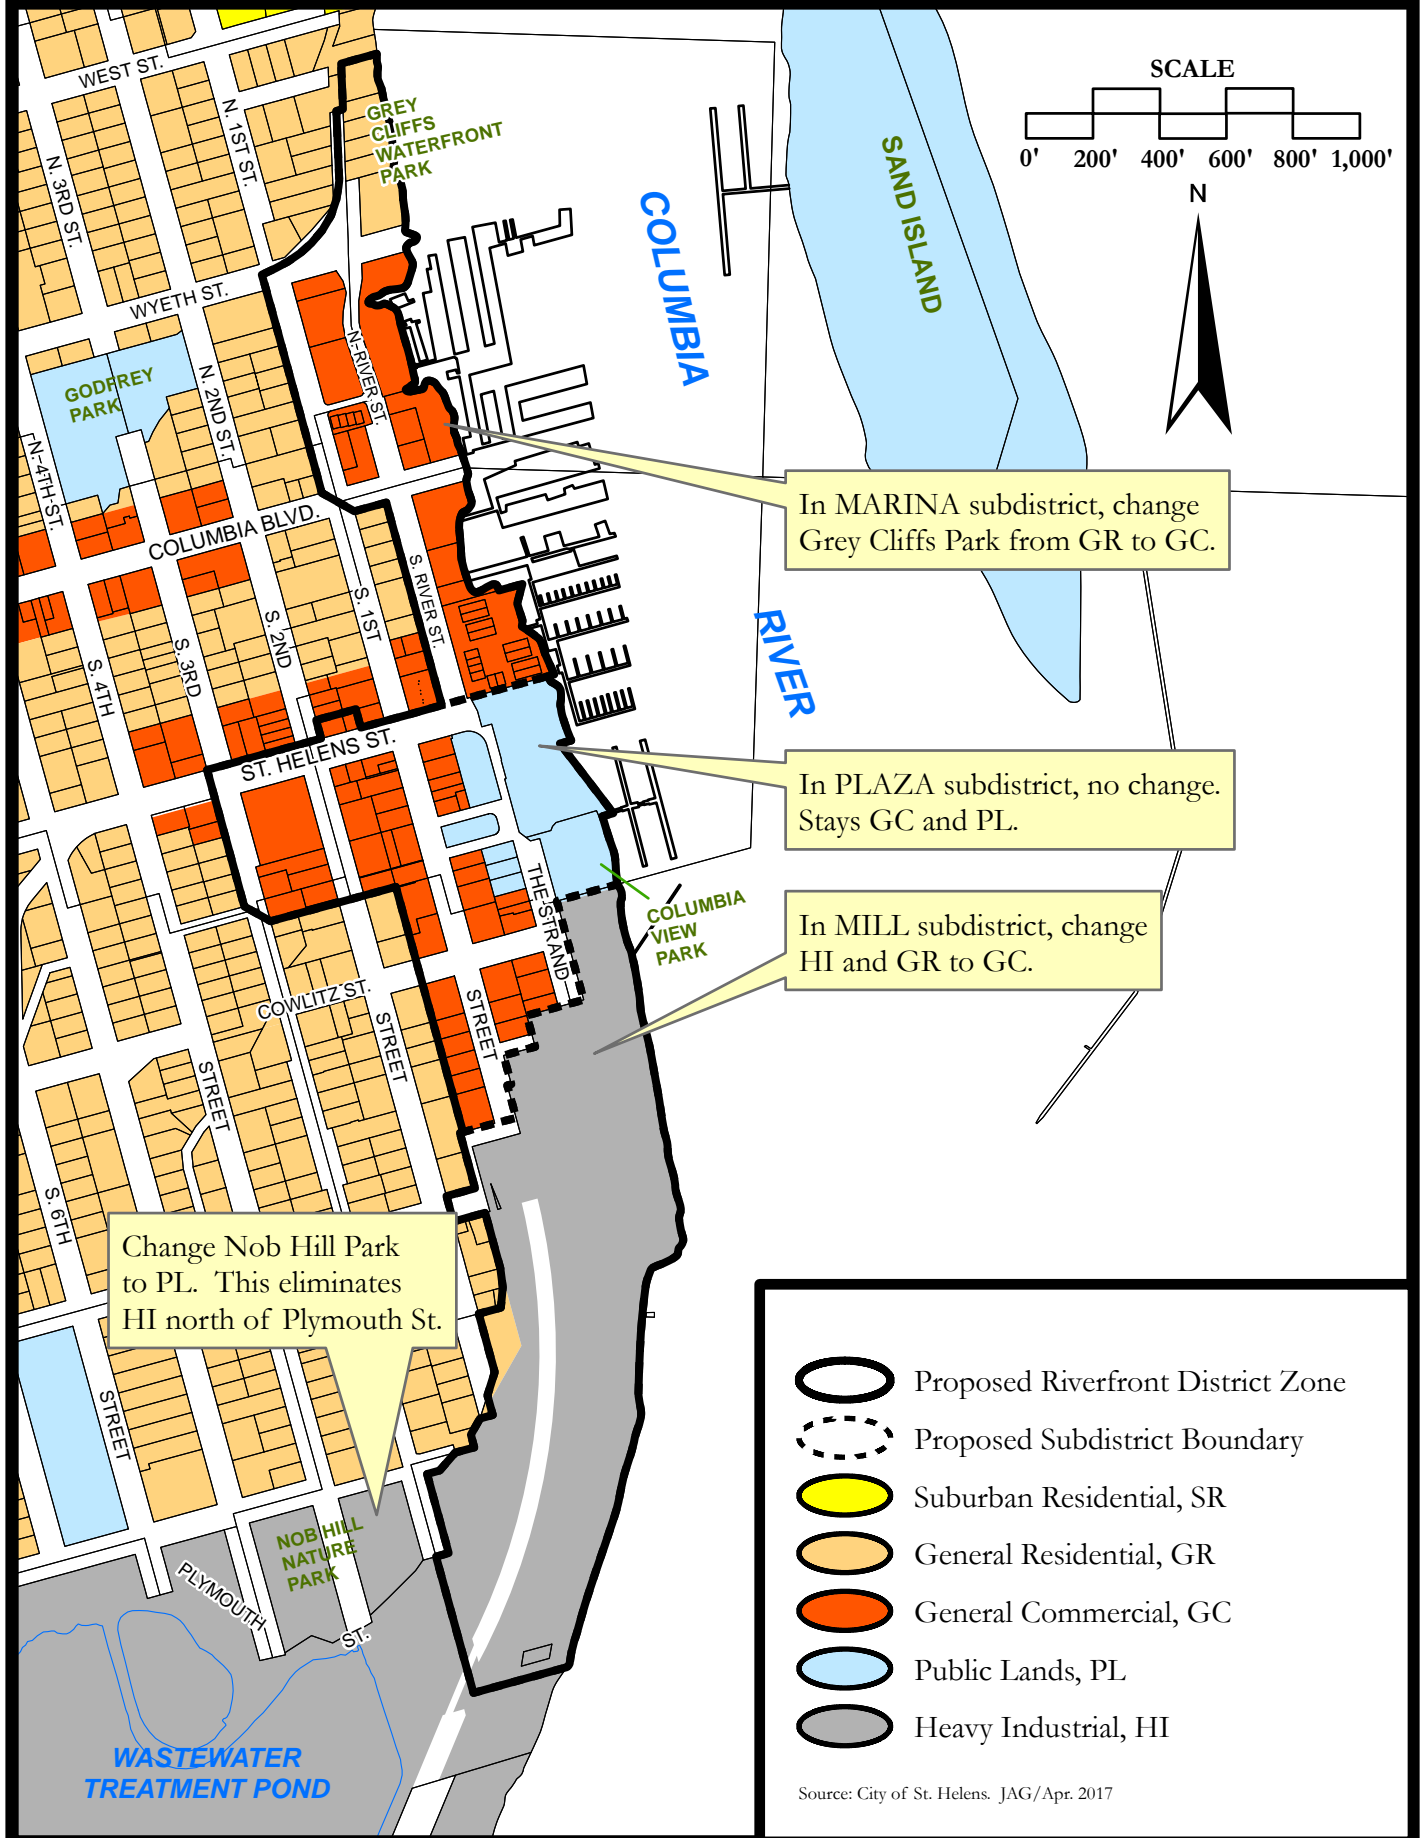 WEST ST.
N. 1ST ST.
N. 3RD ST.
GREY
CLIFFS
WATERFRONT
PARK
SCALE
0' 200' 400' 600' 800' 1,000'
N
COLUMBIA
SAND ISLAND
WYETH ST.
N. RIVER ST.
GODFREY
PARK
N. 2ND ST.
N. 4TH ST.
COLUMBIA BLVD.
In MARINA subdistrict, change
Grey Cliffs Park from GR to GC.
S. RIVER ST.
S. 1ST
S. 2ND
S. 3RD
S. 4TH
RIVER
ST. HELENS ST.
In PLAZA subdistrict, no change.
Stays GC and PL.
THE STRAND
COLUMBIA
VIEW
PARK
In MILL subdistrict, change
HI and GR to GC.
COWLITZ ST.
STREET
STREET
STREET
S. 6TH
Change Nob Hill Park
to PL. This eliminates
HI north of Plymouth St.
STREET
NOB HILL
NATURE
PARK
PLYMOUTH
ST.
WASTEWATER
TREATMENT POND
Proposed Riverfront District Zone
Proposed Subdistrict Boundary
Suburban Residential, SR
General Residential, GR
General Commercial, GC
Public Lands, PL
Heavy Industrial, HI
Source: City of St. Helens. JAG/Apr. 2017